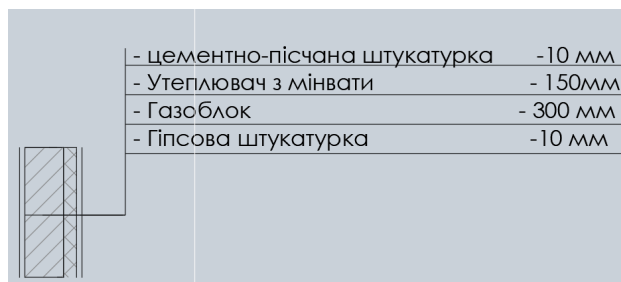 - цементно-пісчана штукатурка -10 мм
- Утеплювач з мінвати - 150мм
- Газоблок - 300 мм
- Гіпсова штукатурка -10 мм